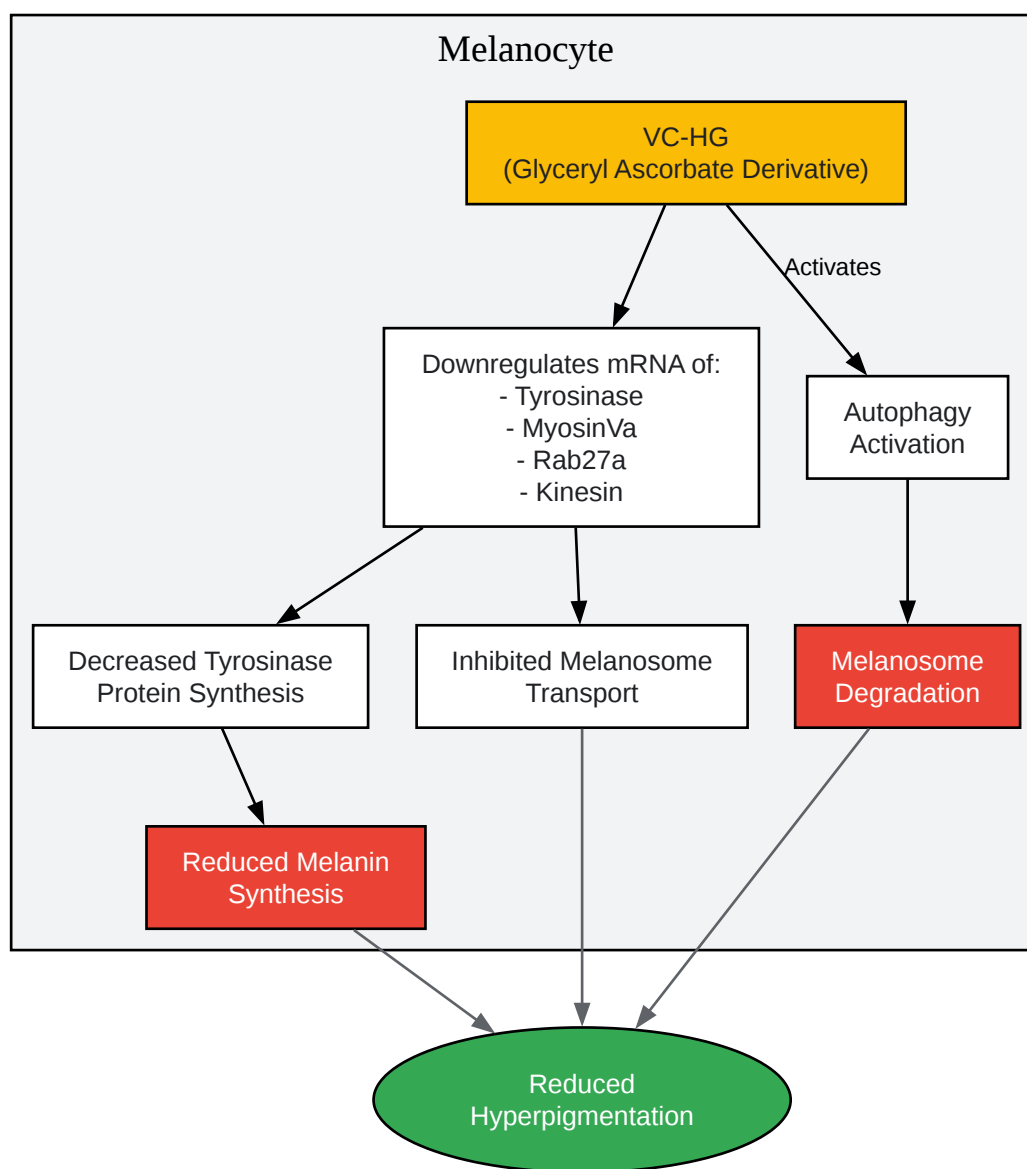 Melanocyte
VC-HG
(Glyceryl Ascorbate Derivative)
Activates
Downregulates mRNA of:
- Tyrosinase
- MyosinVa
- Rab27a
- Kinesin
Autophagy
Activation
Decreased Tyrosinase
Protein Synthesis
Inhibited Melanosome
Transport
Melanosome
Degradation
Reduced Melanin
Synthesis
Reduced
Hyperpigmentation